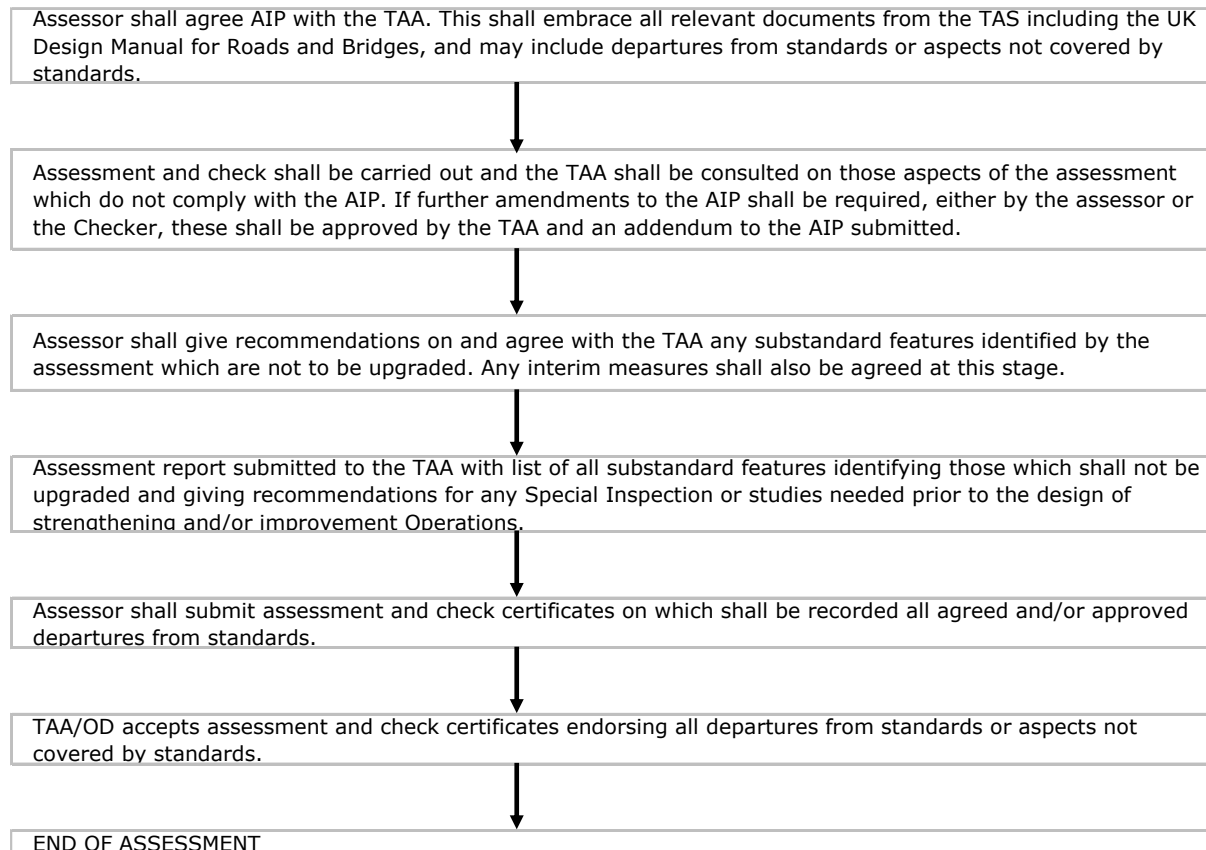 Assessor shall agree AIP with the TAA. This shall embrace all relevant documents from the TAS including the UK
Design Manual for Roads and Bridges, and may include departures from standards or aspects not covered by
standards.
Assessment and check shall be carried out and the TAA shall be consulted on those aspects of the assessment
which do not comply with the AIP. If further amendments to the AIP shall be required, either by the assessor or
the Checker, these shall be approved by the TAA and an addendum to the AIP submitted.
Assessor shall give recommendations on and agree with the TAA any substandard features identified by the
assessment which are not to be upgraded. Any interim measures shall also be agreed at this stage.
Assessment report submitted to the TAA with list of all substandard features identifying those which shall not be
upgraded and giving recommendations for any Special Inspection or studies needed prior to the design of
strengthening and/or improvement Operations.
Assessor shall submit assessment and check certificates on which shall be recorded all agreed and/or approved
departures from standards.
TAA/OD accepts assessment and check certificates endorsing all departures from standards or aspects not
covered by standards.
END OF ASSESSMENT